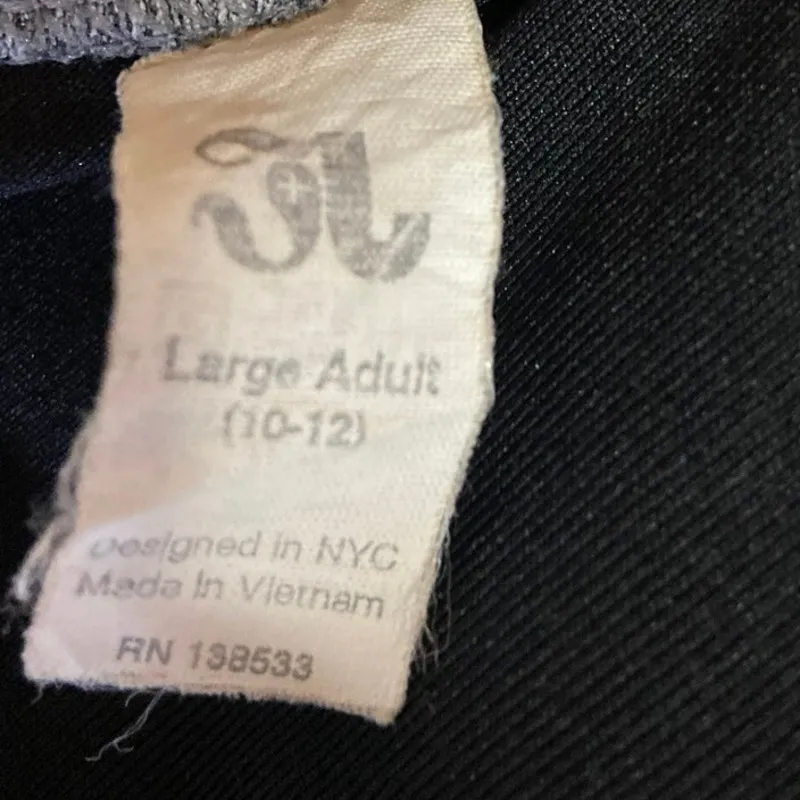 Large Adult
(10-12)
Designed in NYC
Made in Vietnam
RN 138533